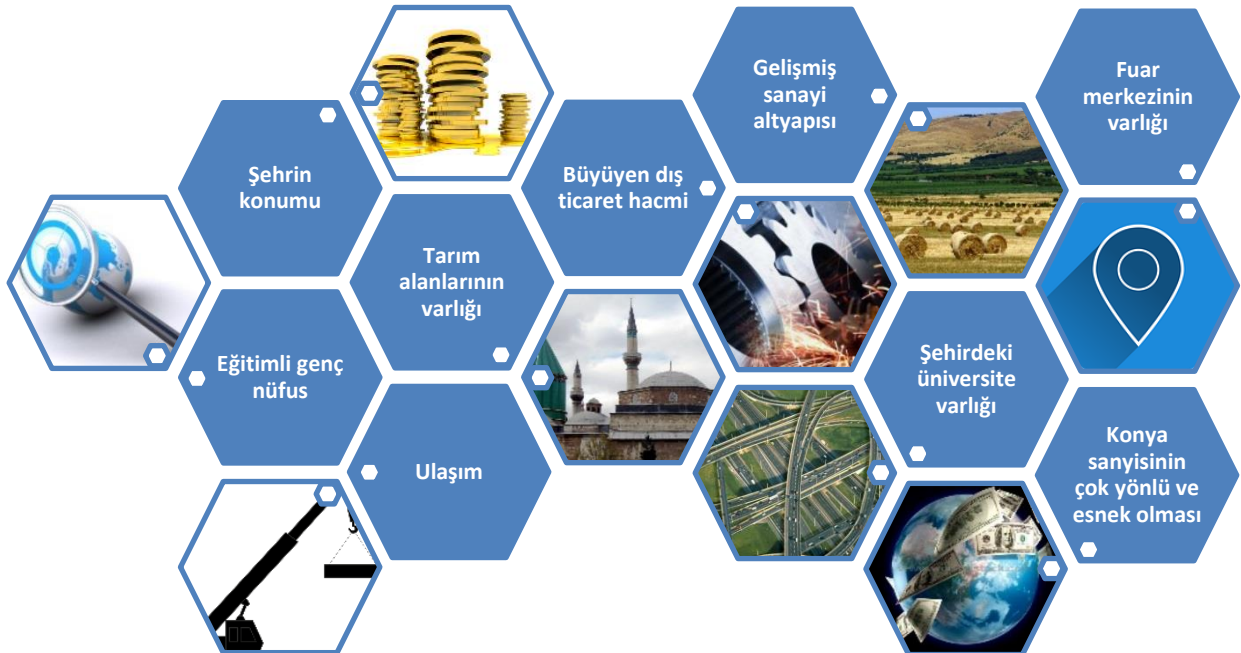 Şehrin
konumu
Eğitimli genç
nüfus
Tarım
alanlarının
varlığı
Ulaşım
Büyüyen dış
ticaret hacmi
Gelişmiş
sanayi
altyapısı
Şehirdeki
üniversite
varlığı
Fuar
merkezinin
varlığı
Konya
sanyisinin
çok yönlü ve
esnek olması